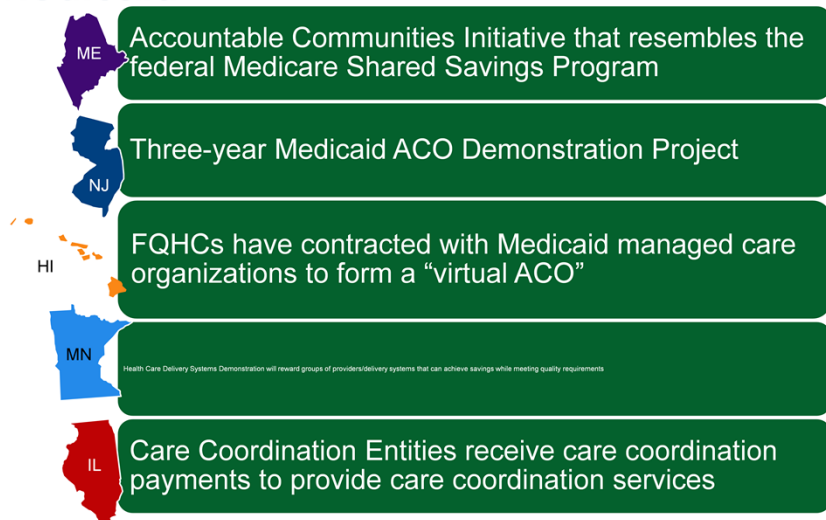 ME
Accountable Communities Initiative that resembles the
federal Medicare Shared Savings Program
NJ
Three-year Medicaid ACO Demonstration Project
HI
FQHCs have contracted with Medicaid managed care
organizations to form a “virtual ACO”
MN
Health Care Delivery Systems Demonstration will reward groups of providers/delivery systems that can achieve savings while meeting quality requirements
IL
Care Coordination Entities receive care coordination
payments to provide care coordination services